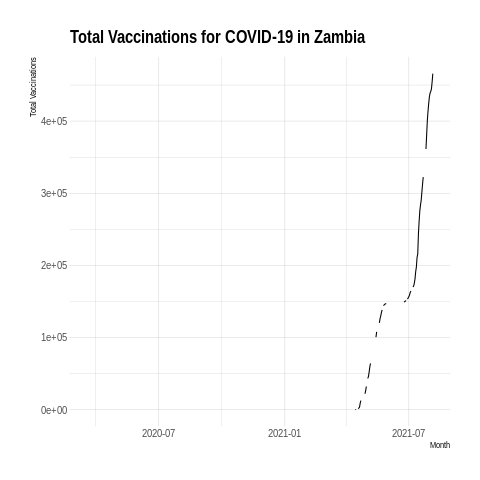 Total Vaccinations for COVID-19 in Zambia
Total Vaccinations
4e+05
3e+05
2e+05
1e+05
0e+00
2020-07 2021-01 2021-07
Month